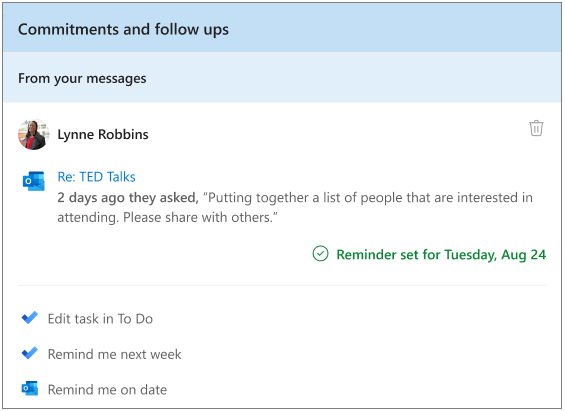 Commitments and follow ups
From your messages
Lynne Robbins
Re: TED Talks
2 days ago they asked, “Putting together a list of people that are interested in
attending. Please share with others.”
Reminder set for Tuesday, Aug 24
Edit task in To Do
Remind me next week
Remind me on date